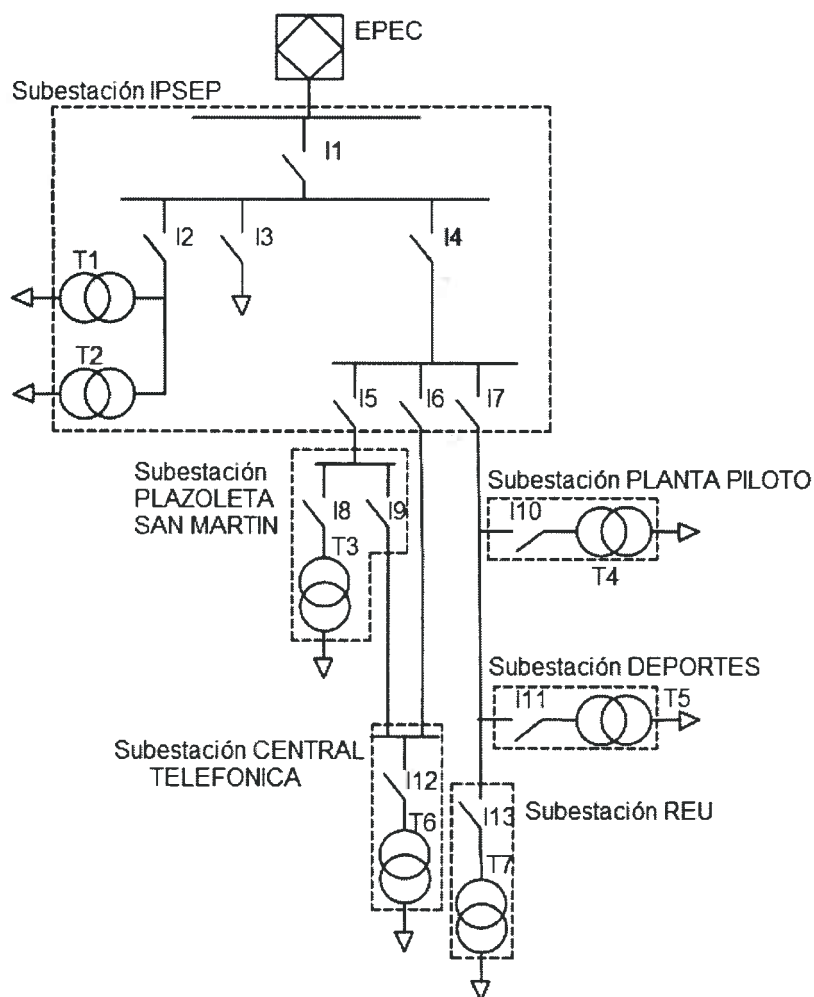 EPEC
Subestación IPSEP
I1
I2
I3
I4
T1
T2
I5
I6
I7
Subestación
PLAZOLETA
SAN MARTIN
I8
I9
T3
Subestación PLANTA PILOTO
I10
T4
Subestación DEPORTES
I11
T5
Subestación CENTRAL
TELEFONICA
I12
T6
Subestación REU
I13
T7